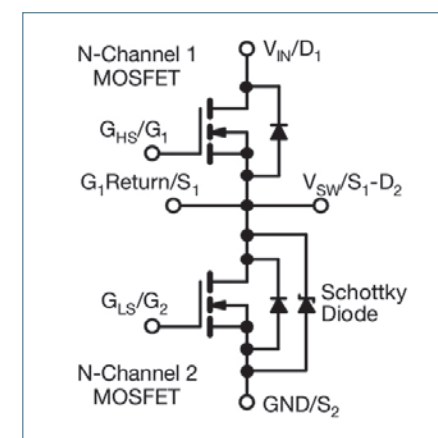 N-Channel 1
MOSFET
V_IN/D_1
G_HS/G_1
G_1Return/S_1
V_SW/S_1-D_2
G_LS/G_2
Schottky
Diode
N-Channel 2
MOSFET
GND/S_2